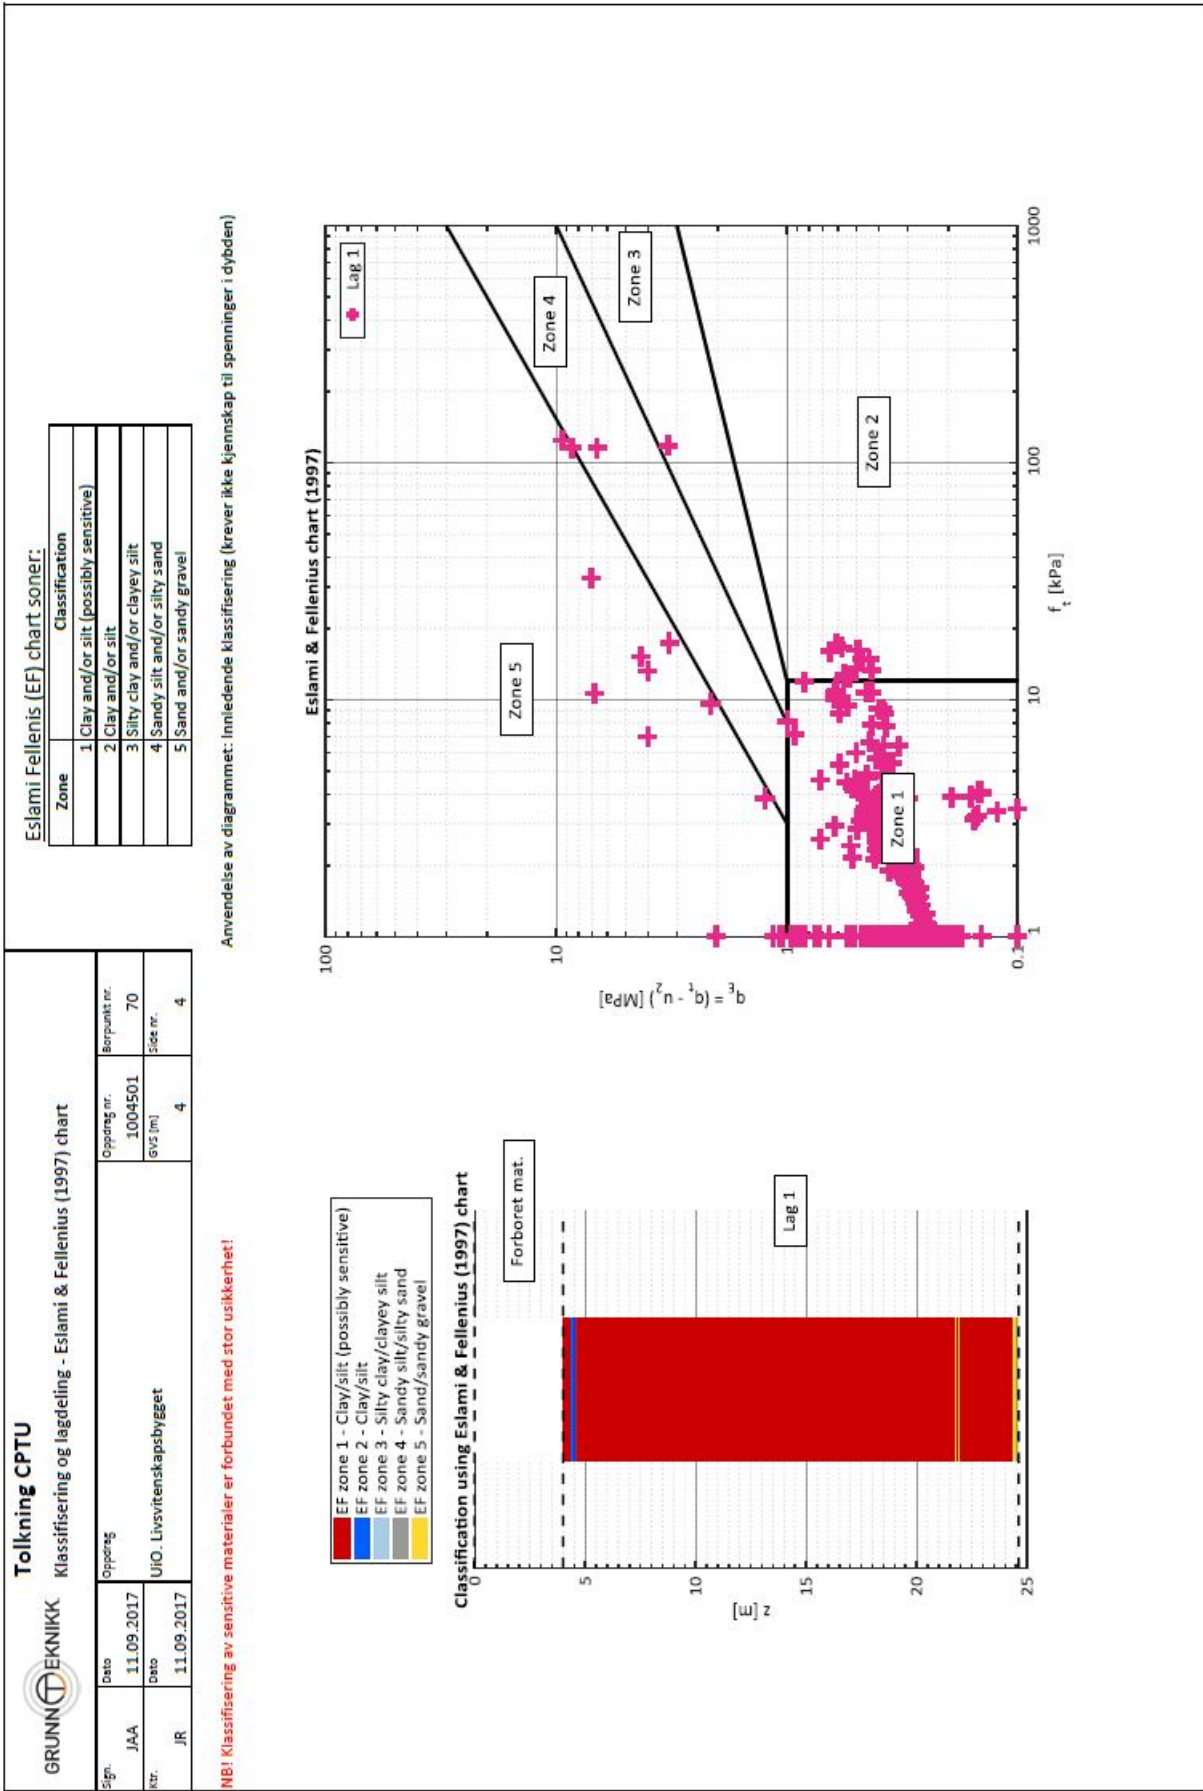 GRUNN TEKNIKK
Tolkning CPTU
Klassifisering og lagdeling - Eslami & Fellenius (1997) chart
Sign. Dato Oppdrag Oppdrag nr. Borpunkt nr.
JAA 11.09.2017 1004501 70
Ktr. Dato UiO. Livsvitenskapsbygget GVS [m] Side nr.
JR 11.09.2017 4 4
NB! Klassifisering av sensitive materialer er forbundet med stor usikkerhet!
Eslami Fellenis (EF) chart soner:
Zone Classification
1 Clay and/or silt (possibly sensitive)
2 Clay and/or silt
3 Silty clay and/or clayey silt
4 Sandy silt and/or silty sand
5 Sand and/or sandy gravel
Anvendelse av diagrammet: Innledende klassifisering (krever ikke kjennskap til spenninger i dybden)
EF zone 1 - Clay/silt (possibly sensitive)
EF zone 2 - Clay/silt
EF zone 3 - Silty clay/clayey silt
EF zone 4 - Sandy silt/silty sand
EF zone 5 - Sand/sandy gravel
Classification using Eslami & Fellenius (1997) chart
0
5
10
15
20
25
z [m]
Forboret mat.
Lag 1
Eslami & Fellenius chart (1997)
100
10
1
0.1
q_E = (q_t - u_2) [MPa]
Lag 1
Zone 5
Zone 4
Zone 3
Zone 2
Zone 1
1 10 100 1000
f_t [kPa]